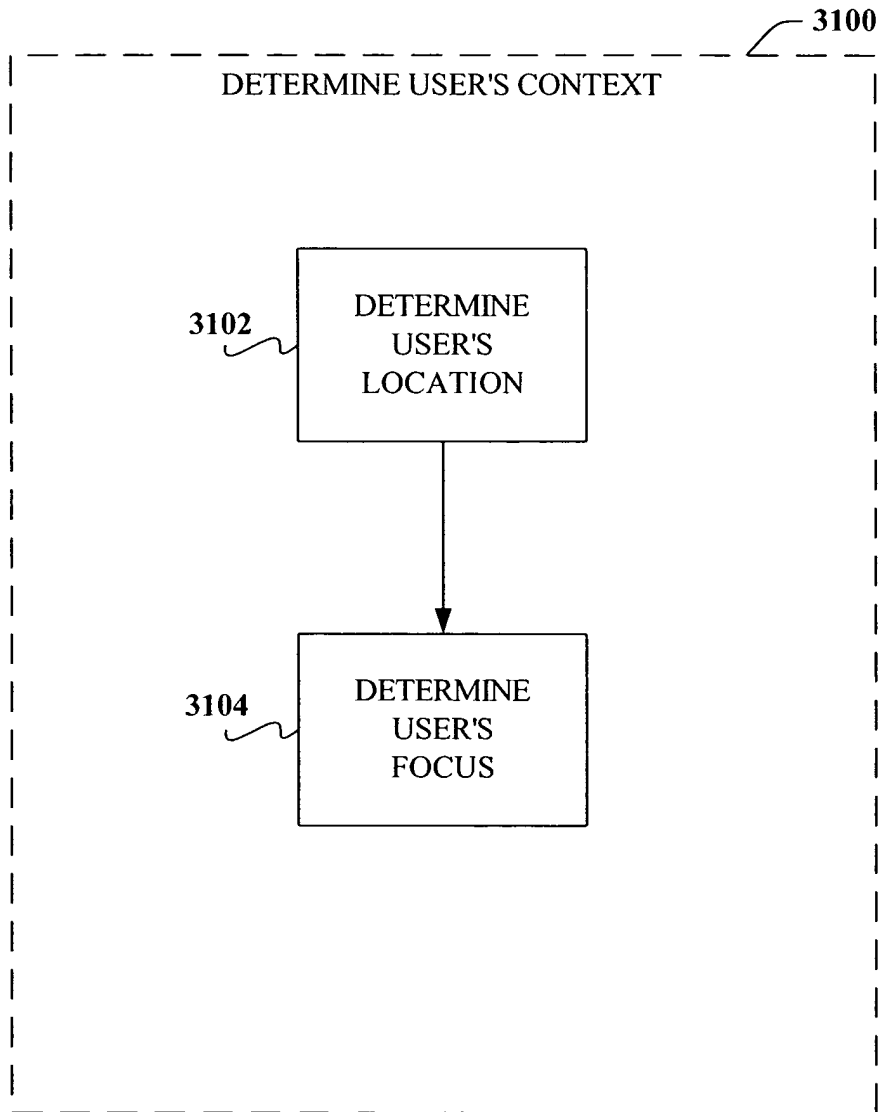 3100
DETERMINE USER'S CONTEXT
3102
DETERMINE
USER'S
LOCATION
3104
DETERMINE
USER'S
FOCUS